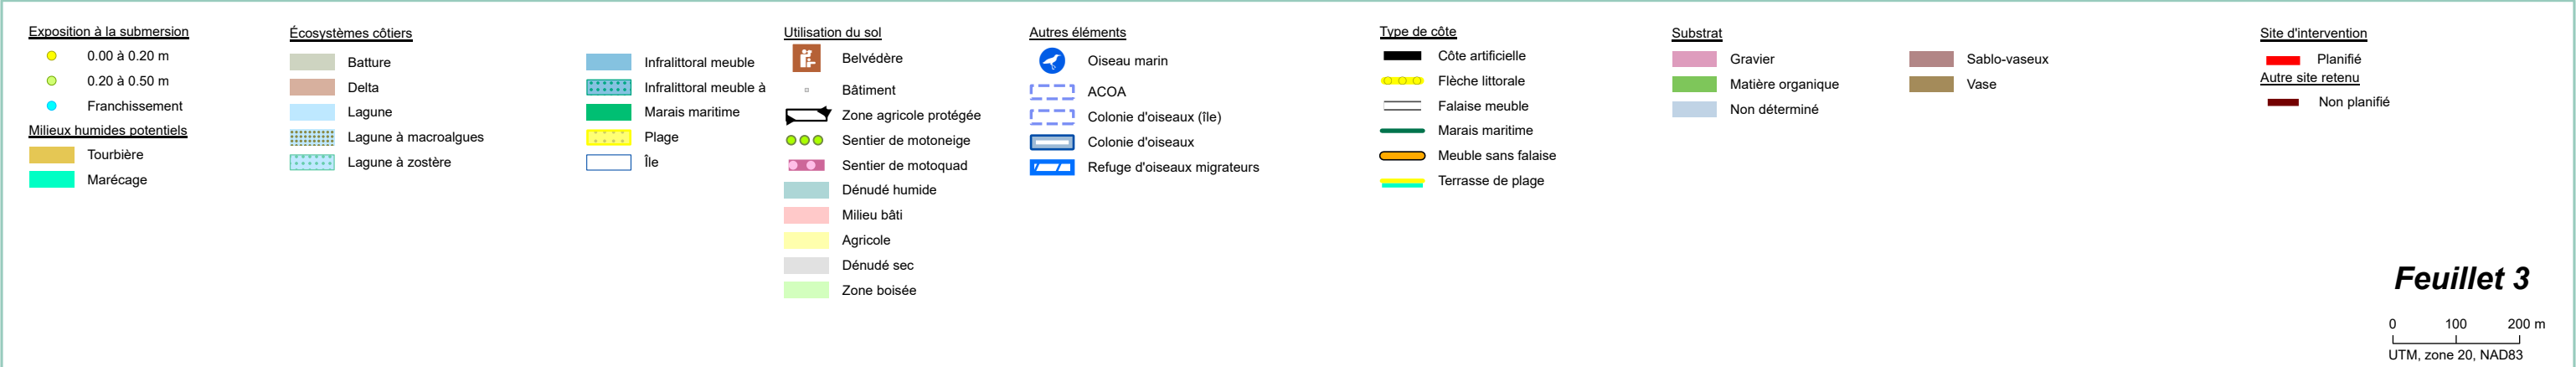 Exposition à la submersion
0.00 à 0.20 m
0.20 à 0.50 m
Franchissement
Milieux humides potentiels
Tourbière
Marécage
Écosystèmes côtiers
Batture
Delta
Lagune
Lagune à macroalgues
Lagune à zostère
Infralittoral meuble
Infralittoral meuble à
Marais maritime
Plage
Île
Utilisation du sol
Belvédère
Bâtiment
Zone agricole protégée
Sentier de motoneige
Sentier de motoquad
Dénudé humide
Milieu bâti
Agricole
Dénudé sec
Zone boisée
Autres éléments
Oiseau marin
ACOA
Colonie d'oiseaux (île)
Colonie d'oiseaux
Refuge d'oiseaux migrateurs
Type de côte
Côte artificielle
Flèche littorale
Falaise meuble
Marais maritime
Meuble sans falaise
Terrasse de plage
Substrat
Gravier
Matière organique
Non déterminé
Sablo-vaseux
Vase
Site d'intervention
Planifié
Autre site retenu
Non planifié
Feuillet 3
0 100 200 m
UTM, zone 20, NAD83